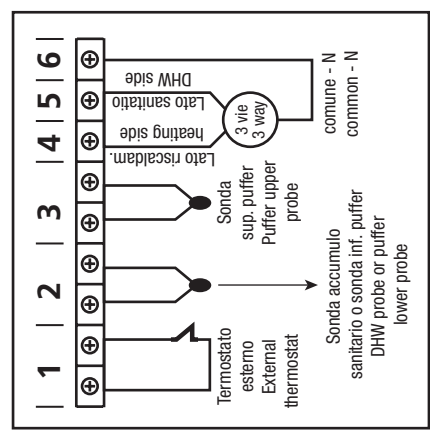 1 2 3 4 5 6
Termostato
esterno
External
thermostat
Sonda accumulo
sanitario o sonda inf. puffer
DHW probe or puffer
lower probe
Sonda
sup. puffer
Puffer upper
probe
Lato riscaldam.
heating side
Lato sanitatio
DHW side
3 vie
3 way
comune - N
common - N